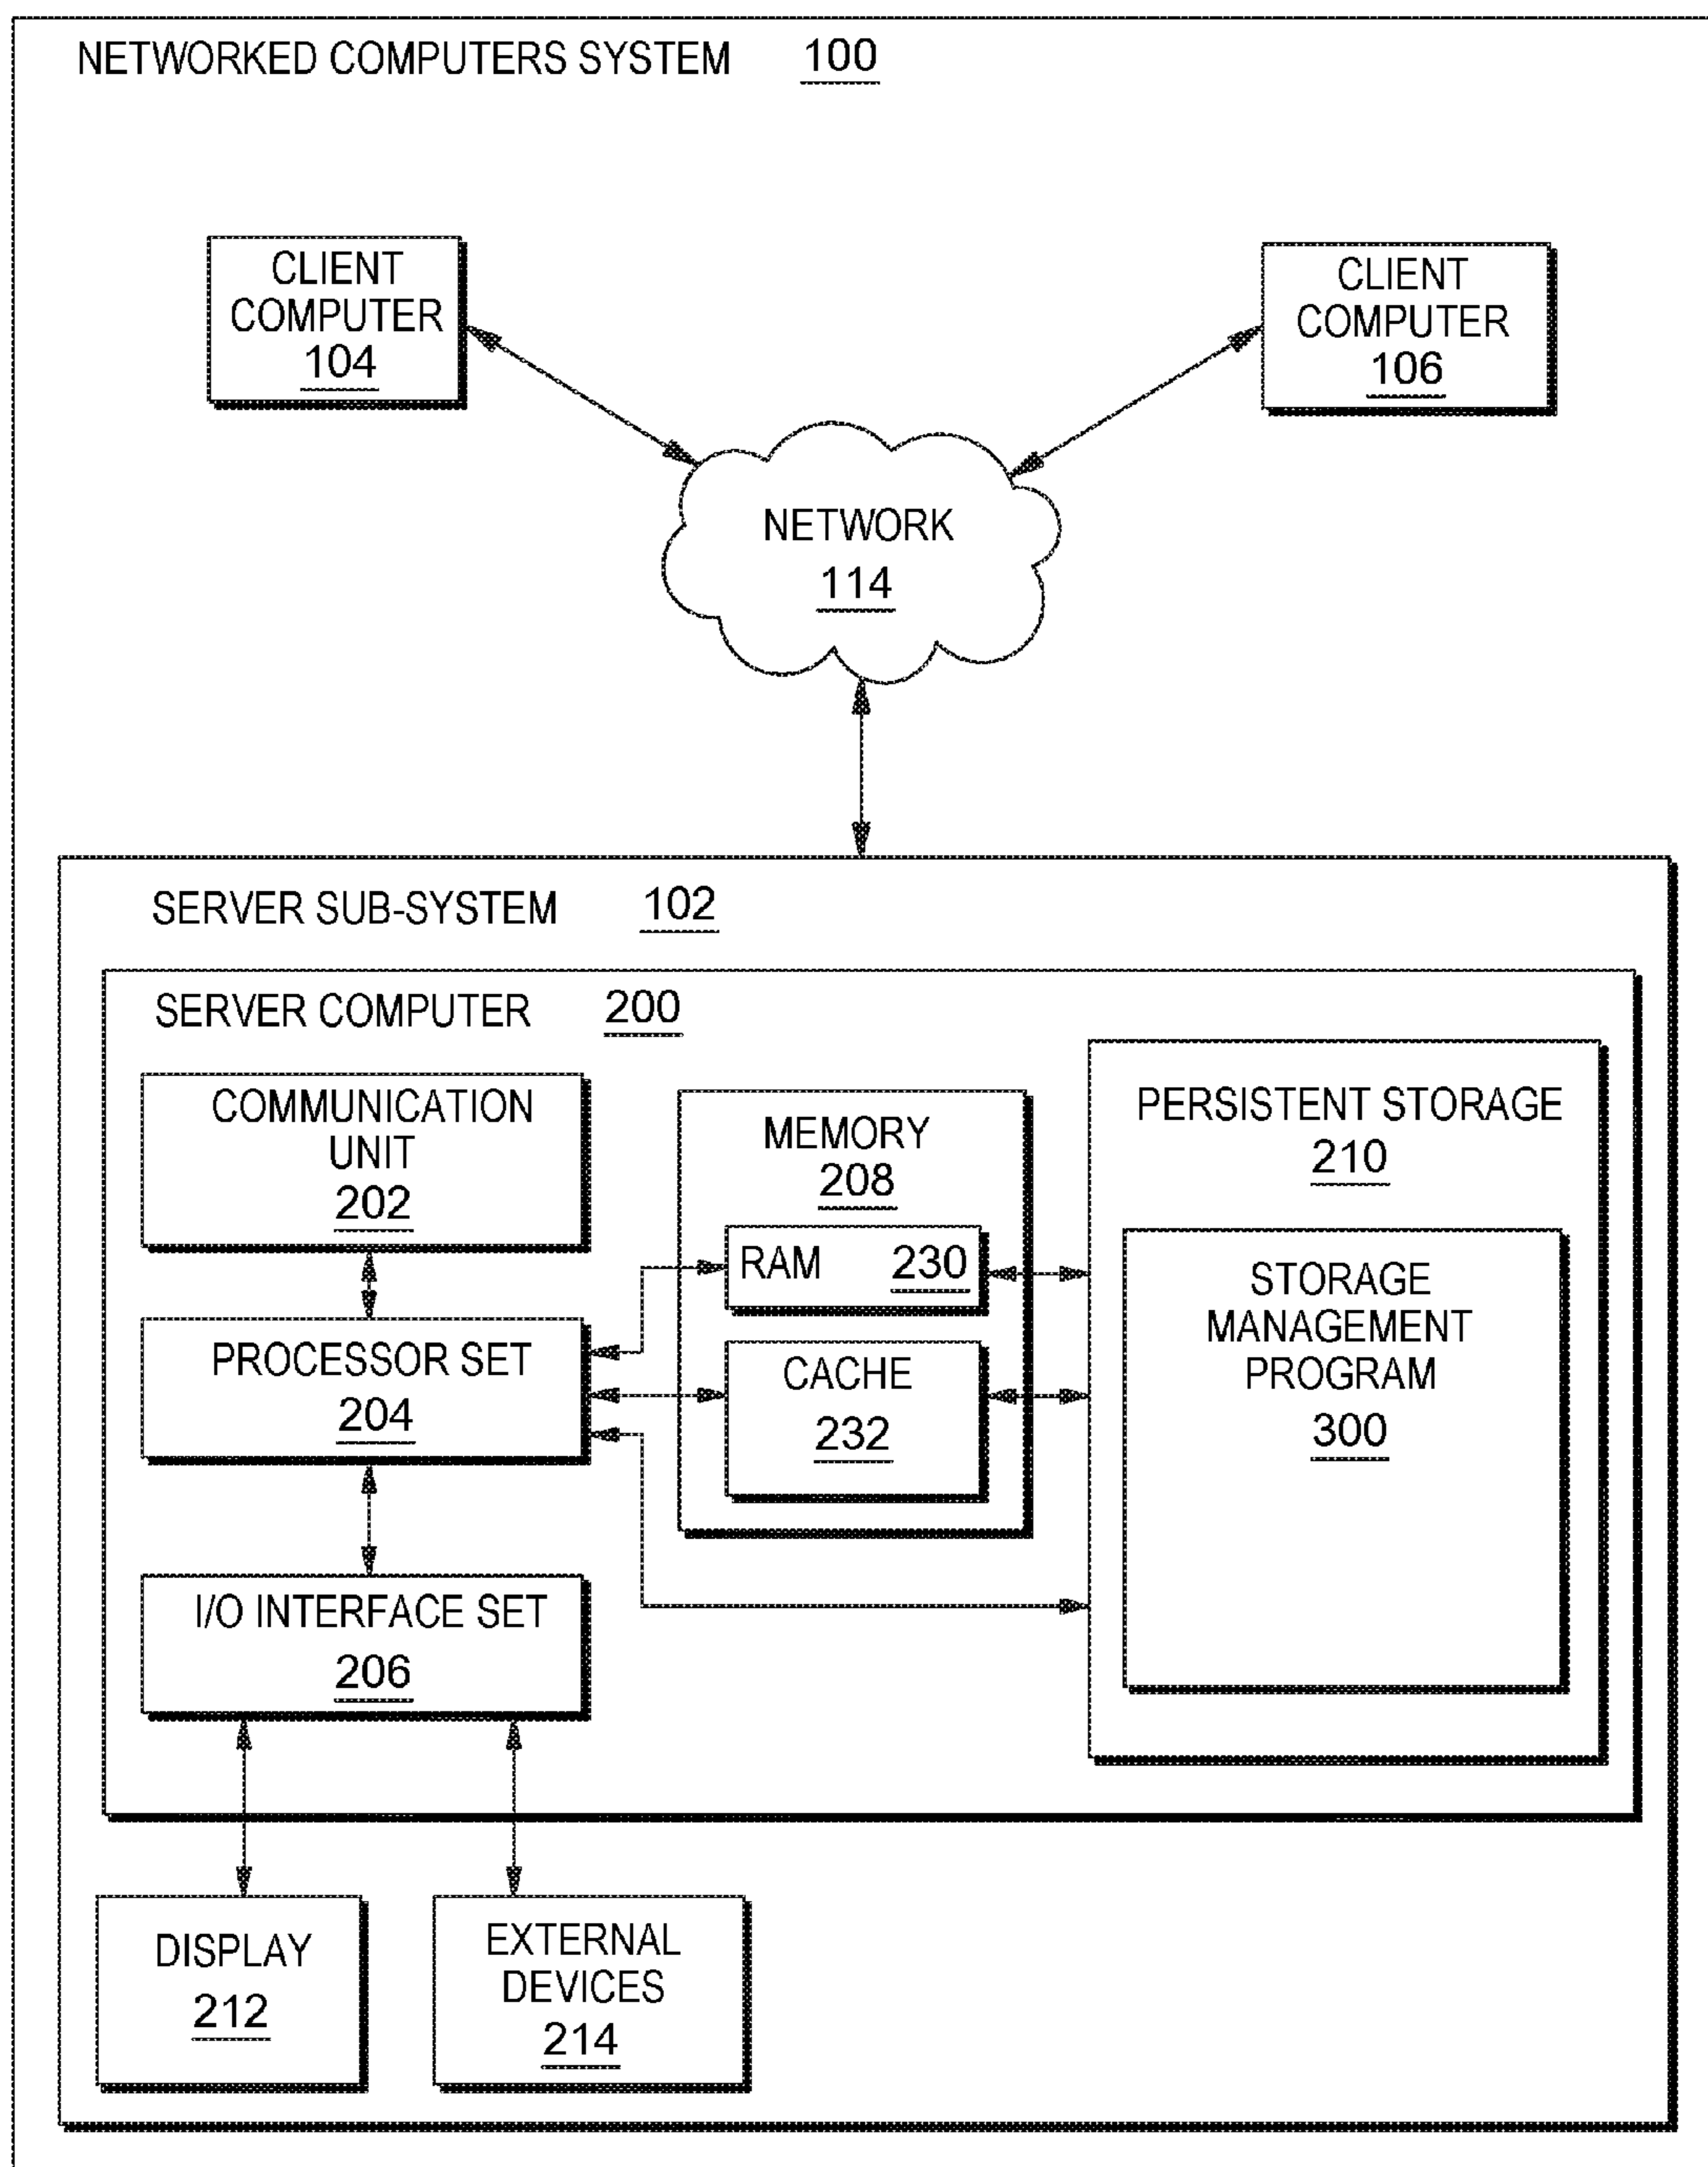 NETWORKED COMPUTERS SYSTEM 100
CLIENT
COMPUTER
104
CLIENT
COMPUTER
106
NETWORK
114
SERVER SUB-SYSTEM 102
SERVER COMPUTER 200
COMMUNICATION
UNIT
202
PROCESSOR SET
204
I/O INTERFACE SET
206
MEMORY
208
RAM 230
CACHE
232
PERSISTENT STORAGE
210
STORAGE
MANAGEMENT
PROGRAM
300
DISPLAY
212
EXTERNAL
DEVICES
214